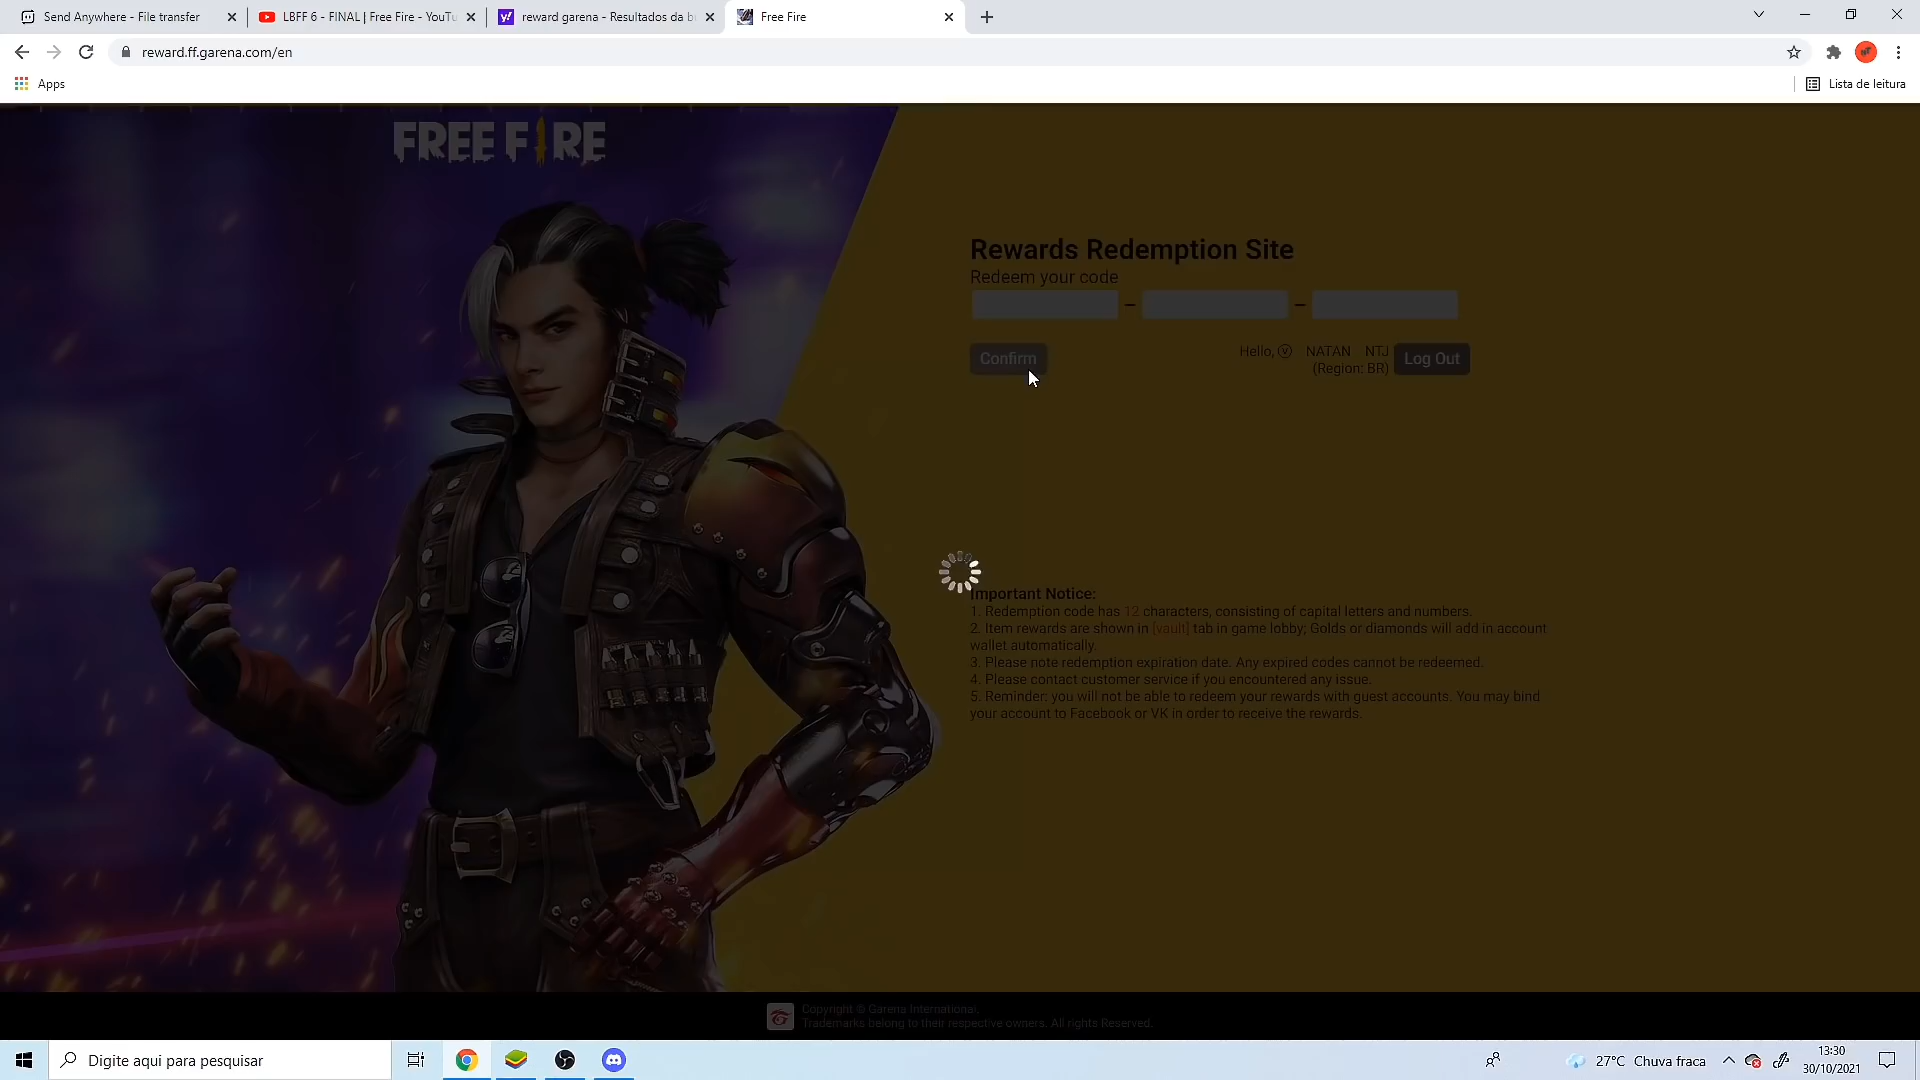 Send Anywhere - File transfer
LBFF 6 - FINAL | Free Fire - YouTu
reward garena - Resultados da b
Free Fire
reward.ff.garena.com/en
Apps
Lista de leitura
FREE FIRE
Rewards Redemption Site
Redeem your code
Confirm
Hello, Ⓥ NATAN NTJ
(Region: BR)
Log Out
Important Notice:
1. Redemption code has 12 characters, consisting of capital letters and numbers.
2. Item rewards are shown in [vault] tab in game lobby; Golds or diamonds will add in account
wallet automatically.
3. Please note redemption expiration date. Any expired codes cannot be redeemed.
4. Please contact customer service if you encountered any issue.
5. Reminder: you will not be able to redeem your rewards with guest accounts. You may bind
your account to Facebook or VK in order to receive the rewards.
Copyright © Garena International.
Trademarks belong to their respective owners. All rights Reserved.
Digite aqui para pesquisar
27°C Chuva fraca
13:30
30/10/2021